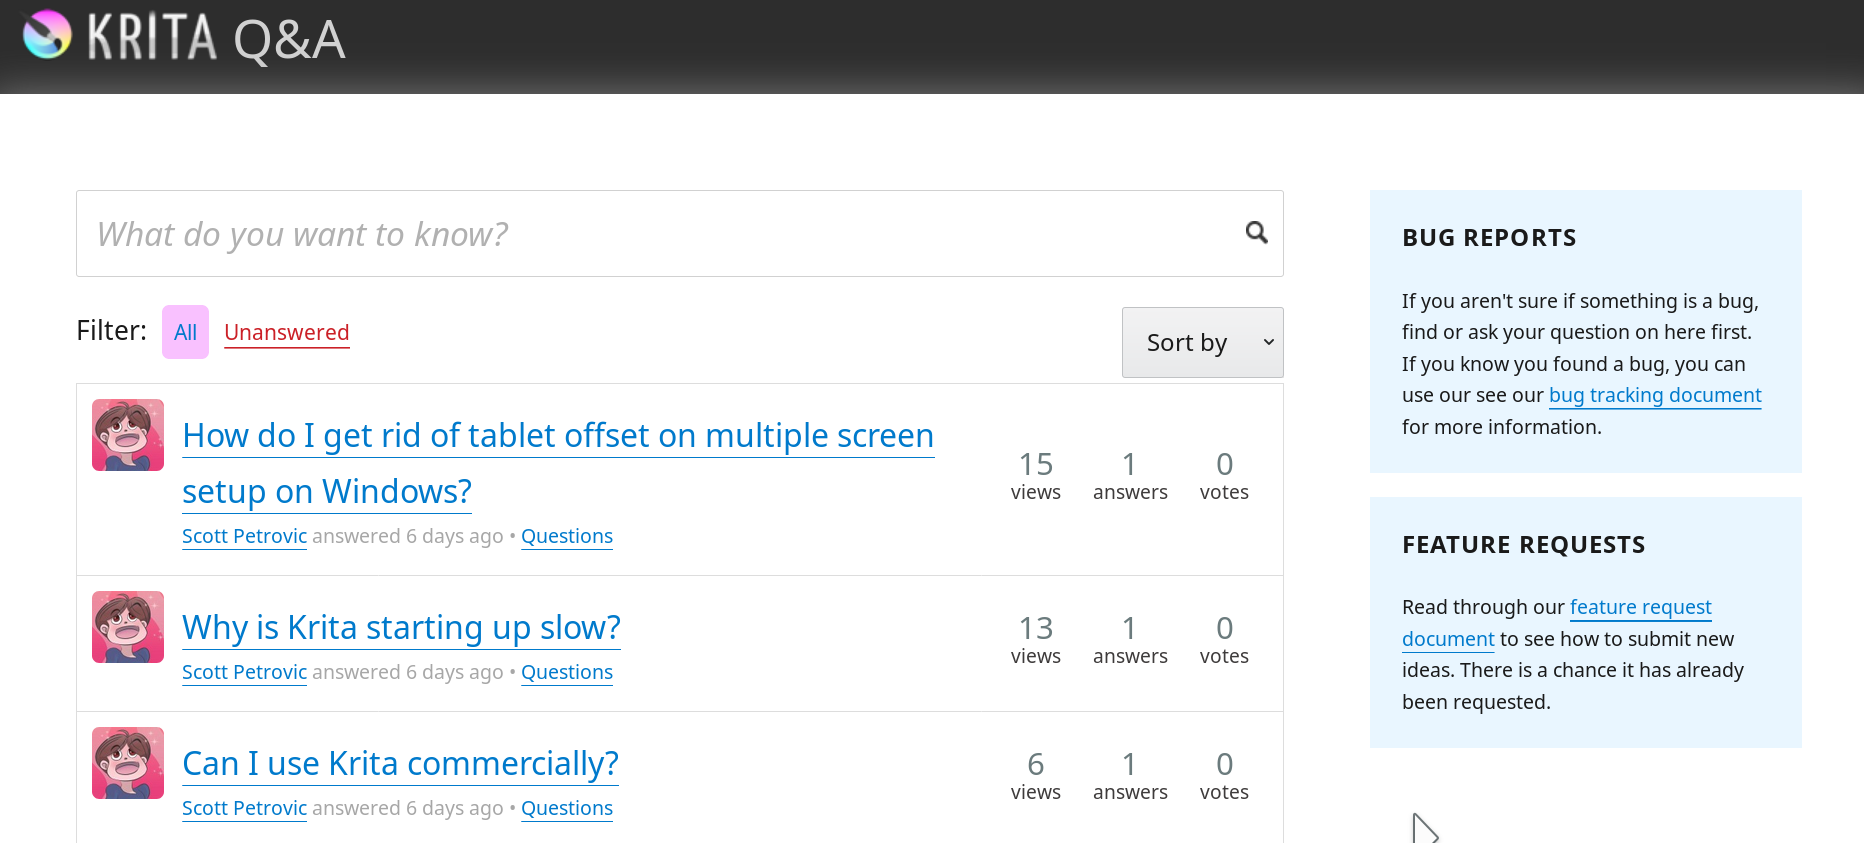 KRITA Q&A
What do you want to know?
Filter: All Unanswered
Sort by
How do I get rid of tablet offset on multiple screen
setup on Windows?
Scott Petrovic answered 6 days ago • Questions
15 views
1 answers
0 votes
Why is Krita starting up slow?
Scott Petrovic answered 6 days ago • Questions
13 views
1 answers
0 votes
Can I use Krita commercially?
Scott Petrovic answered 6 days ago • Questions
6 views
1 answers
0 votes
BUG REPORTS
If you aren't sure if something is a bug,
find or ask your question on here first.
If you know you found a bug, you can
use our see our bug tracking document
for more information.
FEATURE REQUESTS
Read through our feature request
document to see how to submit new
ideas. There is a chance it has already
been requested.